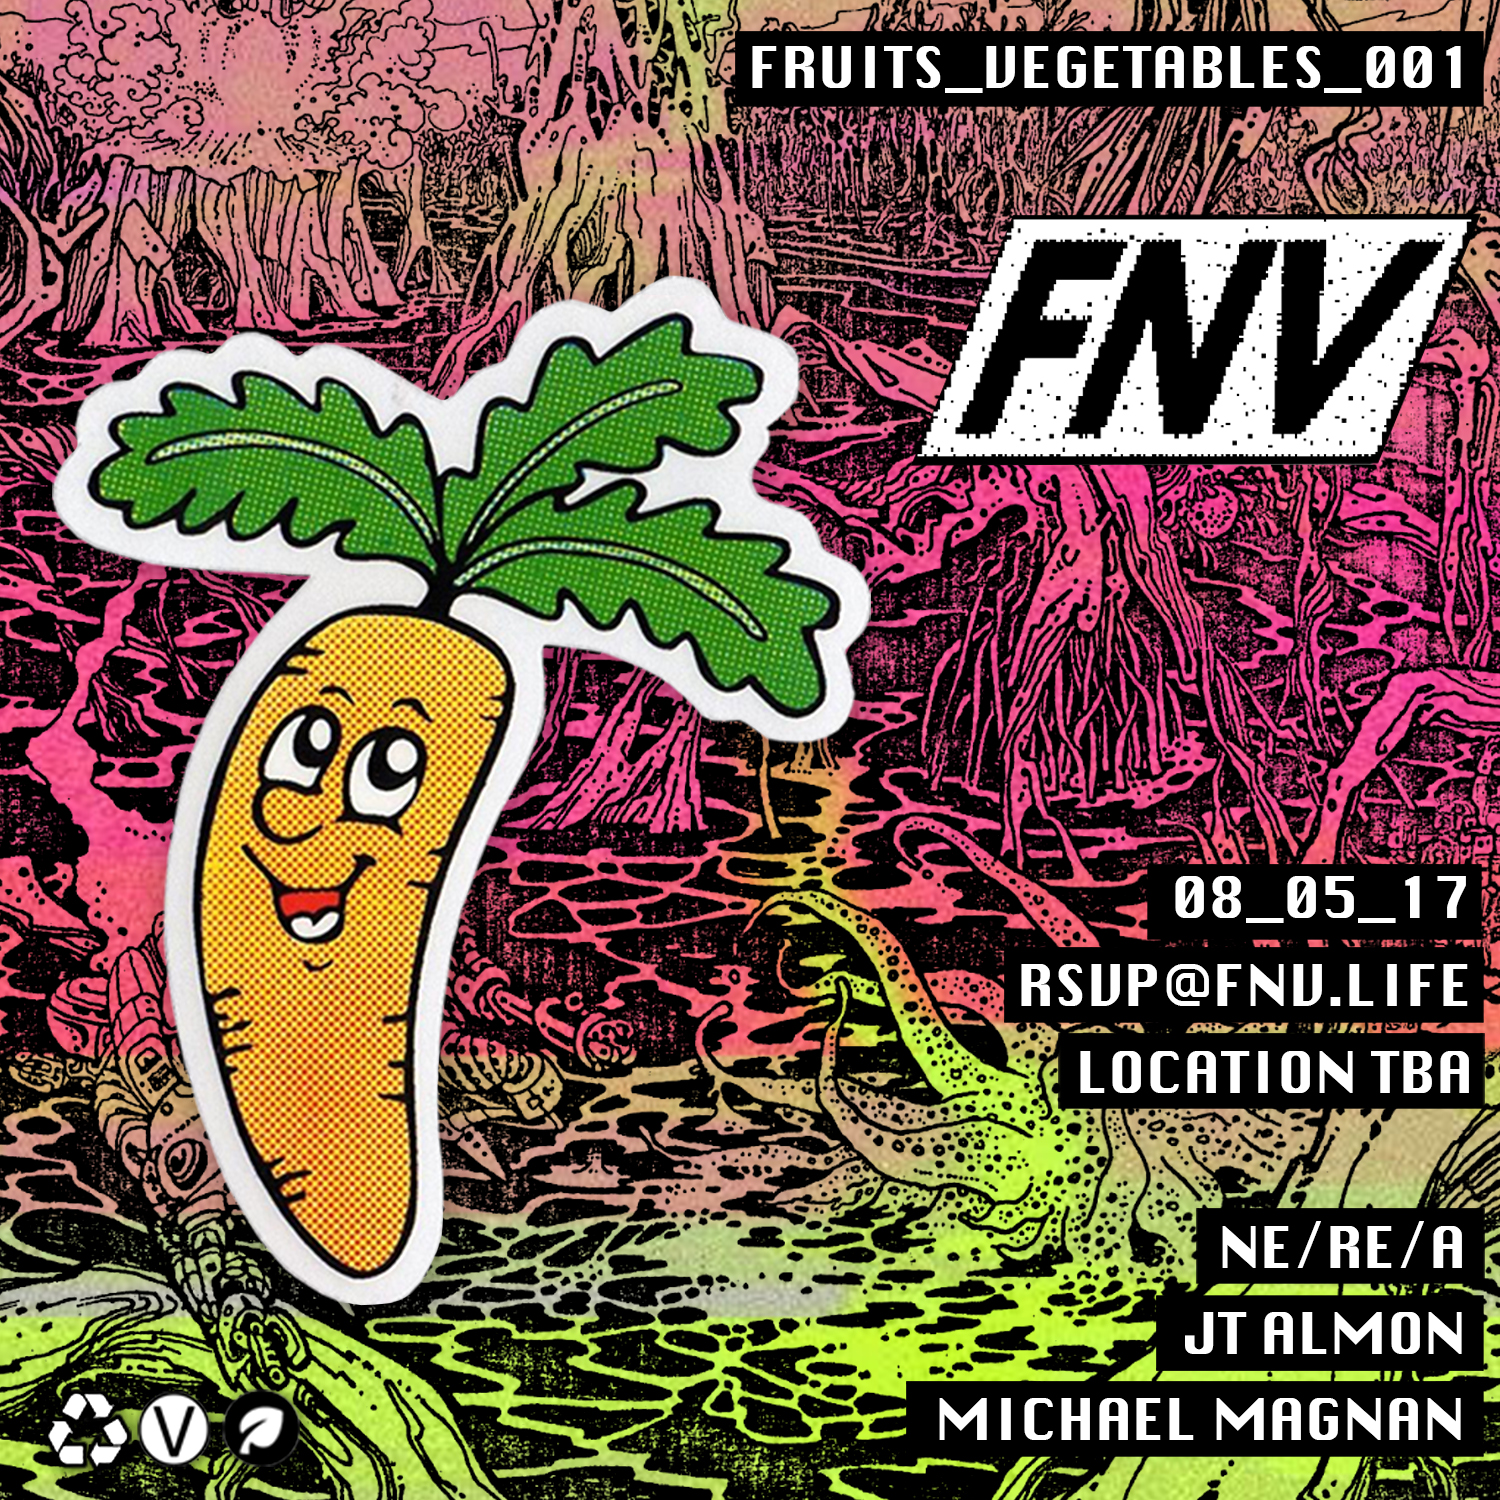 FRUITS_VEGETABLES_001
FNV
08_05_17
RSVP@FNV.LIFE
LOCATION TBA
NE/RE/A
JT ALMON
MICHAEL MAGNAN
V